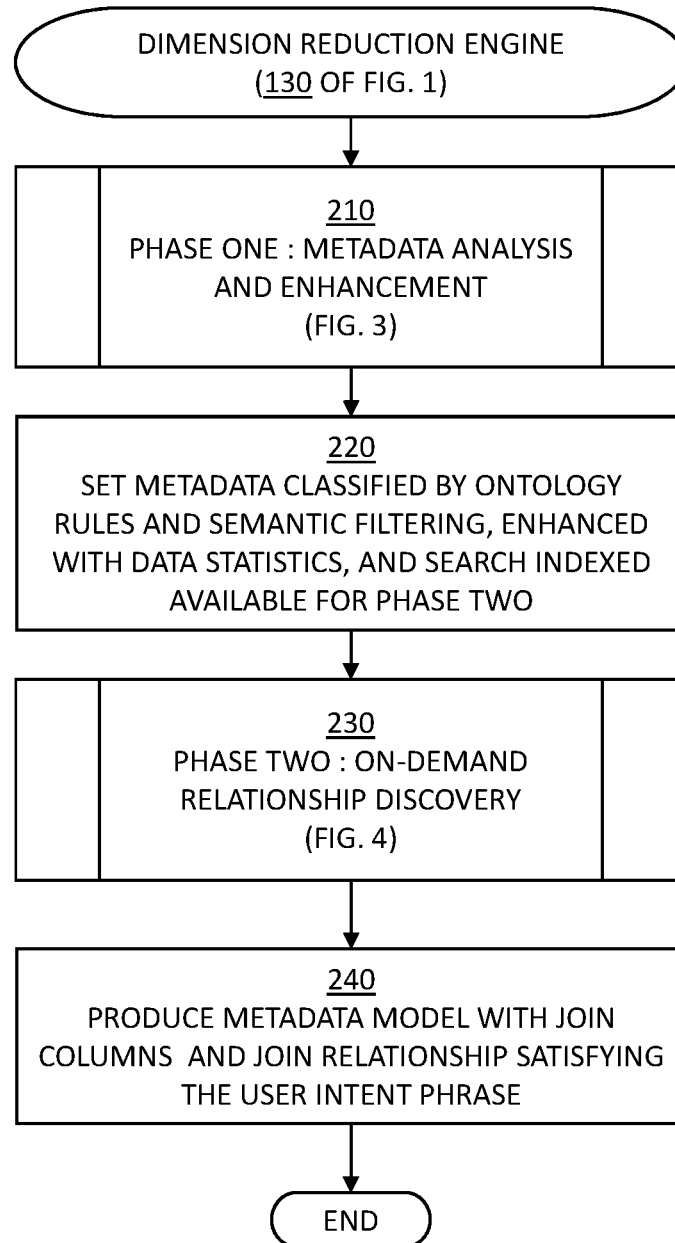 DIMENSION REDUCTION ENGINE
(130 OF FIG. 1)
210
PHASE ONE : METADATA ANALYSIS
AND ENHANCEMENT
(FIG. 3)
220
SET METADATA CLASSIFIED BY ONTOLOGY
RULES AND SEMANTIC FILTERING, ENHANCED
WITH DATA STATISTICS, AND SEARCH INDEXED
AVAILABLE FOR PHASE TWO
230
PHASE TWO : ON-DEMAND
RELATIONSHIP DISCOVERY
(FIG. 4)
240
PRODUCE METADATA MODEL WITH JOIN
COLUMNS AND JOIN RELATIONSHIP SATISFYING
THE USER INTENT PHRASE
END